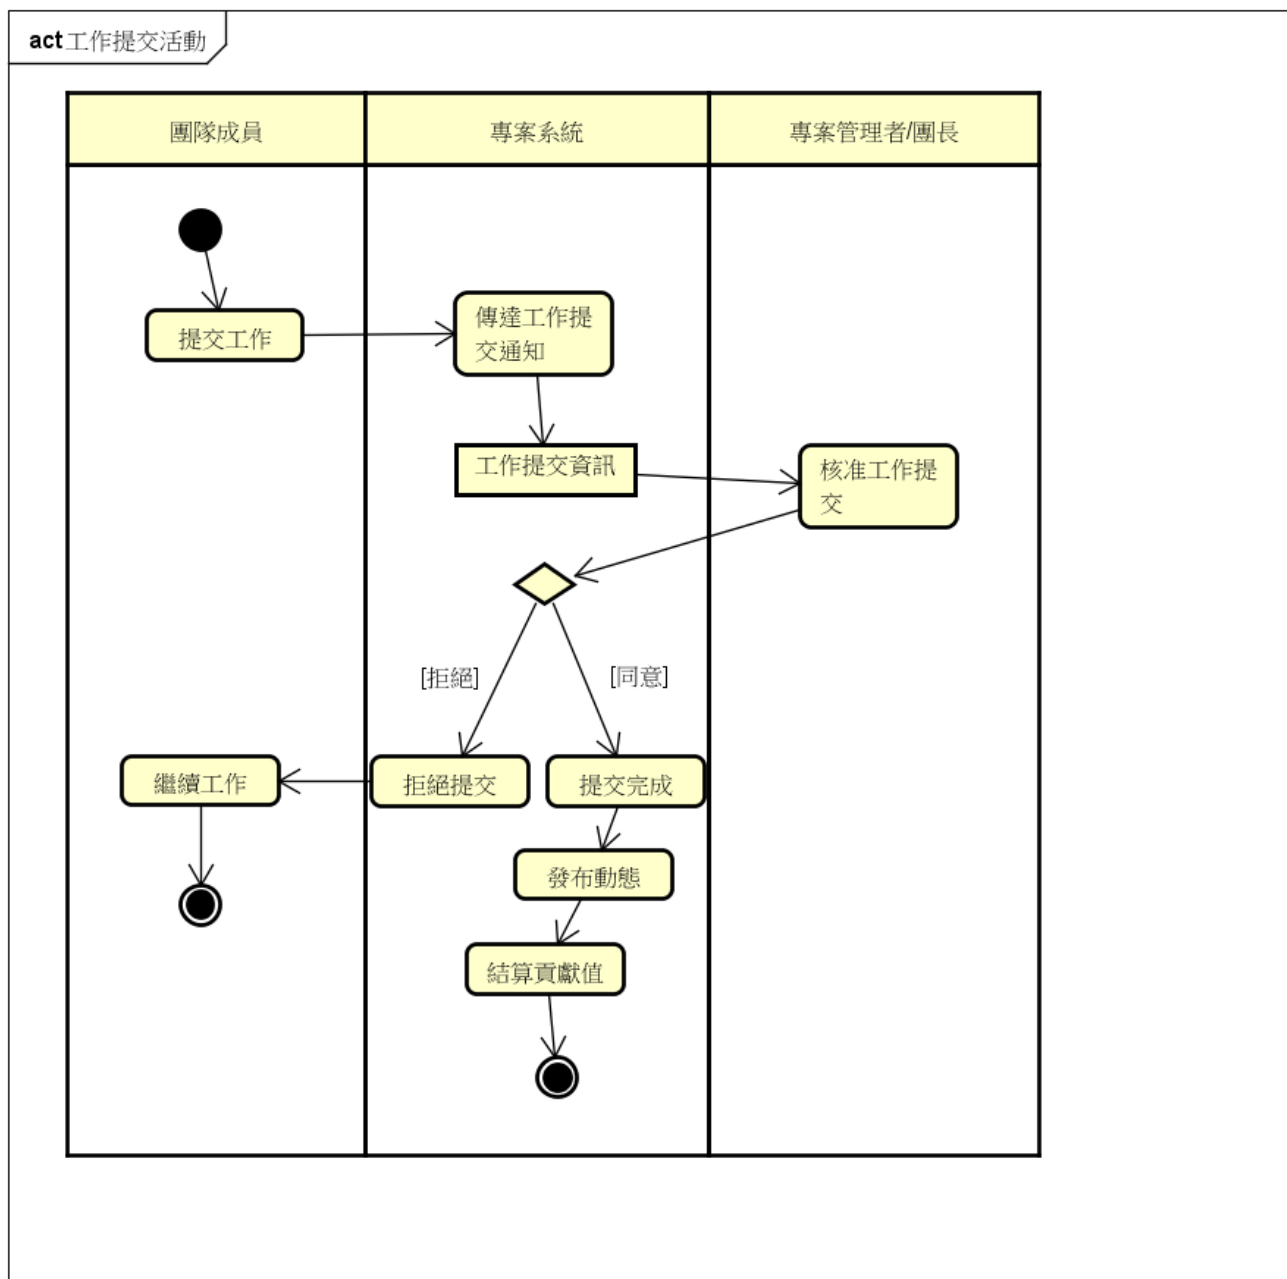 act 工作提交活動
團隊成員
專案系統
專案管理者/團長
提交工作
傳達工作提
交通知
工作提交資訊
核准工作提
交
[拒絕]
[同意]
繼續工作
拒絕提交
提交完成
發布動態
結算貢獻值